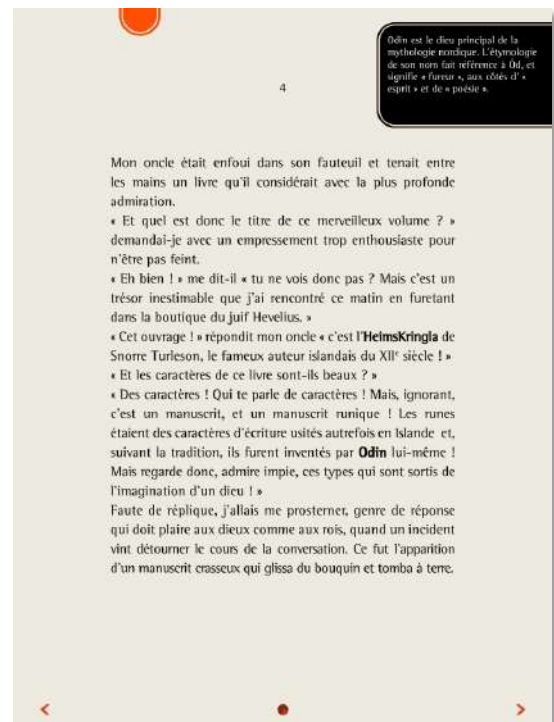 Odin est le dieu principal de la
mythologie nordique. L'étymologie
de son nom fait référence à Ód, et
signifie « fureur », aux côtés d' «
esprit » et de « poésie ».
4
Mon oncle était enfoui dans son fauteuil et tenait entre
les mains un livre qu'il considérait avec la plus profonde
admiration.
« Et quel est donc le titre de ce merveilleux volume ? »
demandai-je avec un empressement trop enthousiaste pour
n'être pas feint.
« Eh bien ! » me dit-il « tu ne vois donc pas ? Mais c'est un
trésor inestimable que j'ai rencontré ce matin en furetant
dans la boutique du juif Hevelius. »
« Cet ouvrage ! » répondit mon oncle « c'est l'HeimsKringla de
Snorre Turleson, le fameux auteur islandais du XIIe siècle ! »
« Et les caractères de ce livre sont-ils beaux ? »
« Des caractères ! Qui te parle de caractères ! Mais, ignorant,
c'est un manuscrit, et un manuscrit runique ! Les runes
étaient des caractères d'écriture usités autrefois en Islande et,
suivant la tradition, ils furent inventés par Odin lui-même !
Mais regarde donc, admire impie, ces types qui sont sortis de
l'imagination d'un dieu ! »
Faute de réplique, j'allais me prosterner, genre de réponse
qui doit plaire aux dieux comme aux rois, quand un incident
vint détourner le cours de la conversation. Ce fut l'apparition
d'un manuscrit crasseux qui glissa du bouquin et tomba à terre.